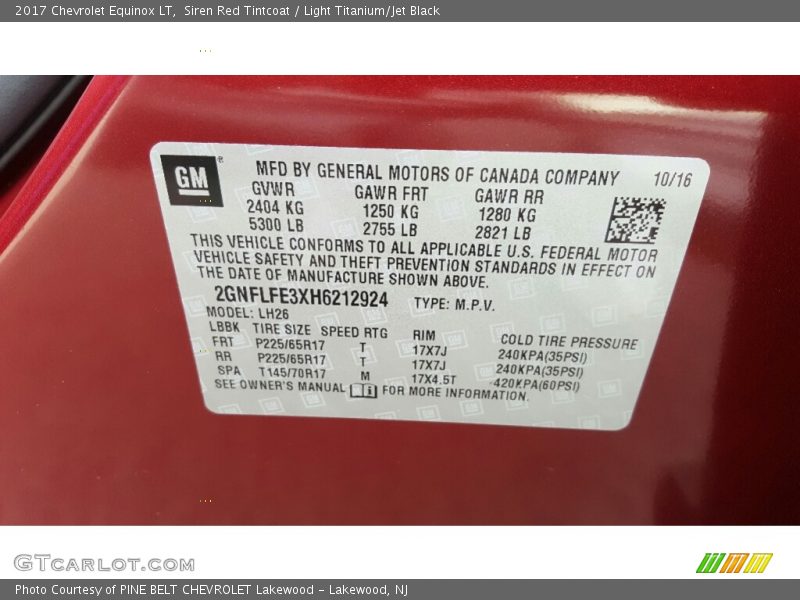 2017 Chevrolet Equinox LT,  Siren Red Tintcoat / Light Titanium/Jet Black
GM®
MFD BY GENERAL MOTORS OF CANADA COMPANY 10/16
GVWR GAWR FRT GAWR RR
2404 KG 1250 KG 1280 KG
5300 LB 2755 LB 2821 LB
THIS VEHICLE CONFORMS TO ALL APPLICABLE U.S. FEDERAL MOTOR
VEHICLE SAFETY AND THEFT PREVENTION STANDARDS IN EFFECT ON
THE DATE OF MANUFACTURE SHOWN ABOVE.
2GNFLFE3XH6212924 TYPE: M.P.V.
MODEL: LH26
LBBK TIRE SIZE SPEED RTG RIM COLD TIRE PRESSURE
FRT P225/65R17 T 17X7J 240KPA(35PSI)
RR P225/65R17 T 17X7J 240KPA(35PSI)
SPA T145/70R17 M 17X4.5T 420KPA(60PSI)
SEE OWNER'S MANUAL FOR MORE INFORMATION.
GTCARLOT.COM
Photo Courtesy of PINE BELT CHEVROLET Lakewood - Lakewood, NJ